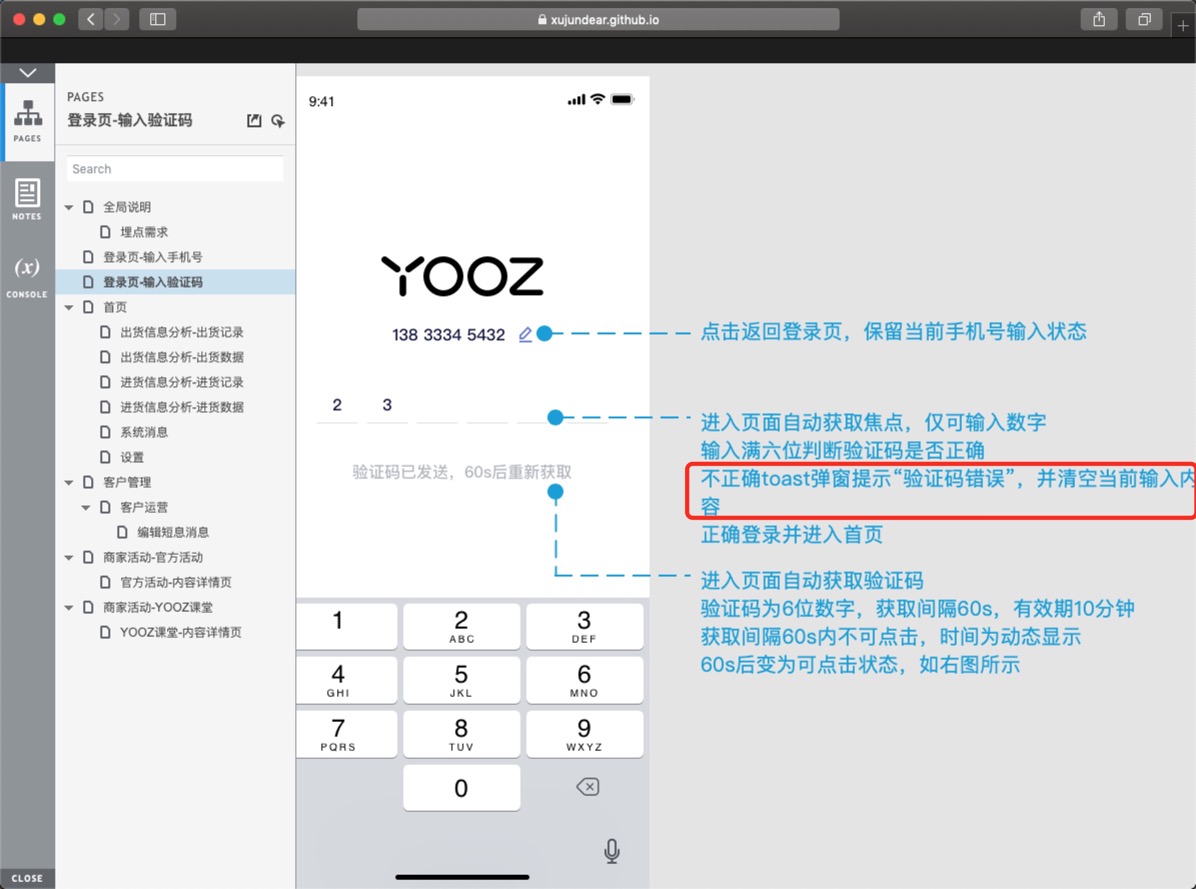 xujundear.github.io
PAGES
NOTES
(x)
CONSOLE
CLOSE
PAGES
登录页-输入验证码
Search
全局说明
埋点需求
登录页-输入手机号
登录页-输入验证码
首页
出货信息分析-出货记录
出货信息分析-出货数据
进货信息分析-进货记录
进货信息分析-进货数据
系统消息
设置
客户管理
客户运营
编辑短息消息
商家活动-官方活动
官方活动-内容详情页
商家活动-YOOZ课堂
YOOZ课堂-内容详情页
9:41
YOOZ
138 3334 5432
2 3
验证码已发送，60s后重新获取
1 2 3
ABC DEF
4 5 6
GHI JKL MNO
7 8 9
PQRS TUV WXYZ
0
点击返回登录页，保留当前手机号输入状态
进入页面自动获取焦点，仅可输入数字
输入满六位判断验证码是否正确
不正确toast弹窗提示“验证码错误”，并清空当前输入内
容
正确登录并进入首页
进入页面自动获取验证码
验证码为6位数字，获取间隔60s，有效期10分钟
获取间隔60s内不可点击，时间为动态显示
60s后变为可点击状态，如右图所示